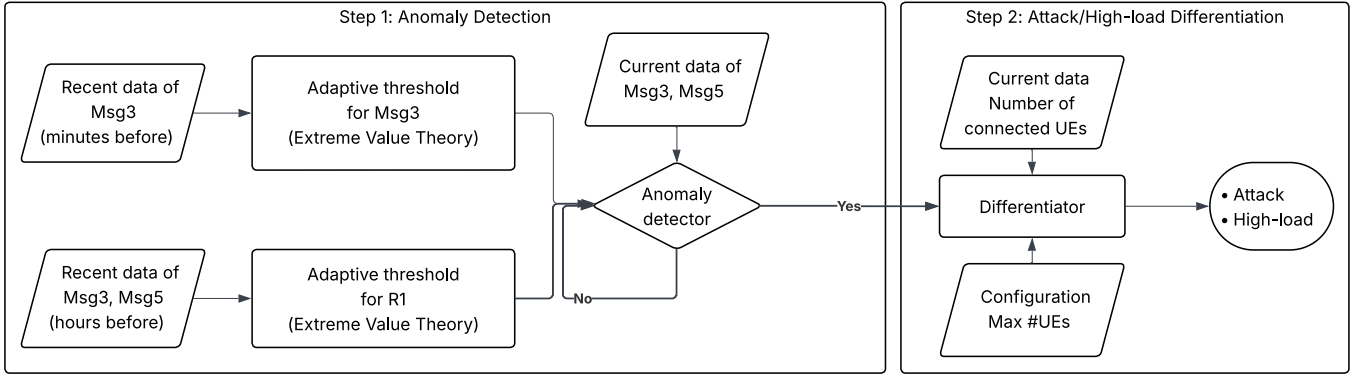 Step 1: Anomaly Detection
Recent data of
Msg3
(minutes before)
Adaptive threshold
for Msg3
(Extreme Value Theory)
Current data of
Msg3, Msg5
Recent data of
Msg3, Msg5
(hours before)
Adaptive threshold
for R1
(Extreme Value Theory)
Anomaly
detector
No
Yes
Step 2: Attack/High-load Differentiation
Current data
Number of
connected UEs
Differentiator
Configuration
Max #UEs
• Attack
• High-load